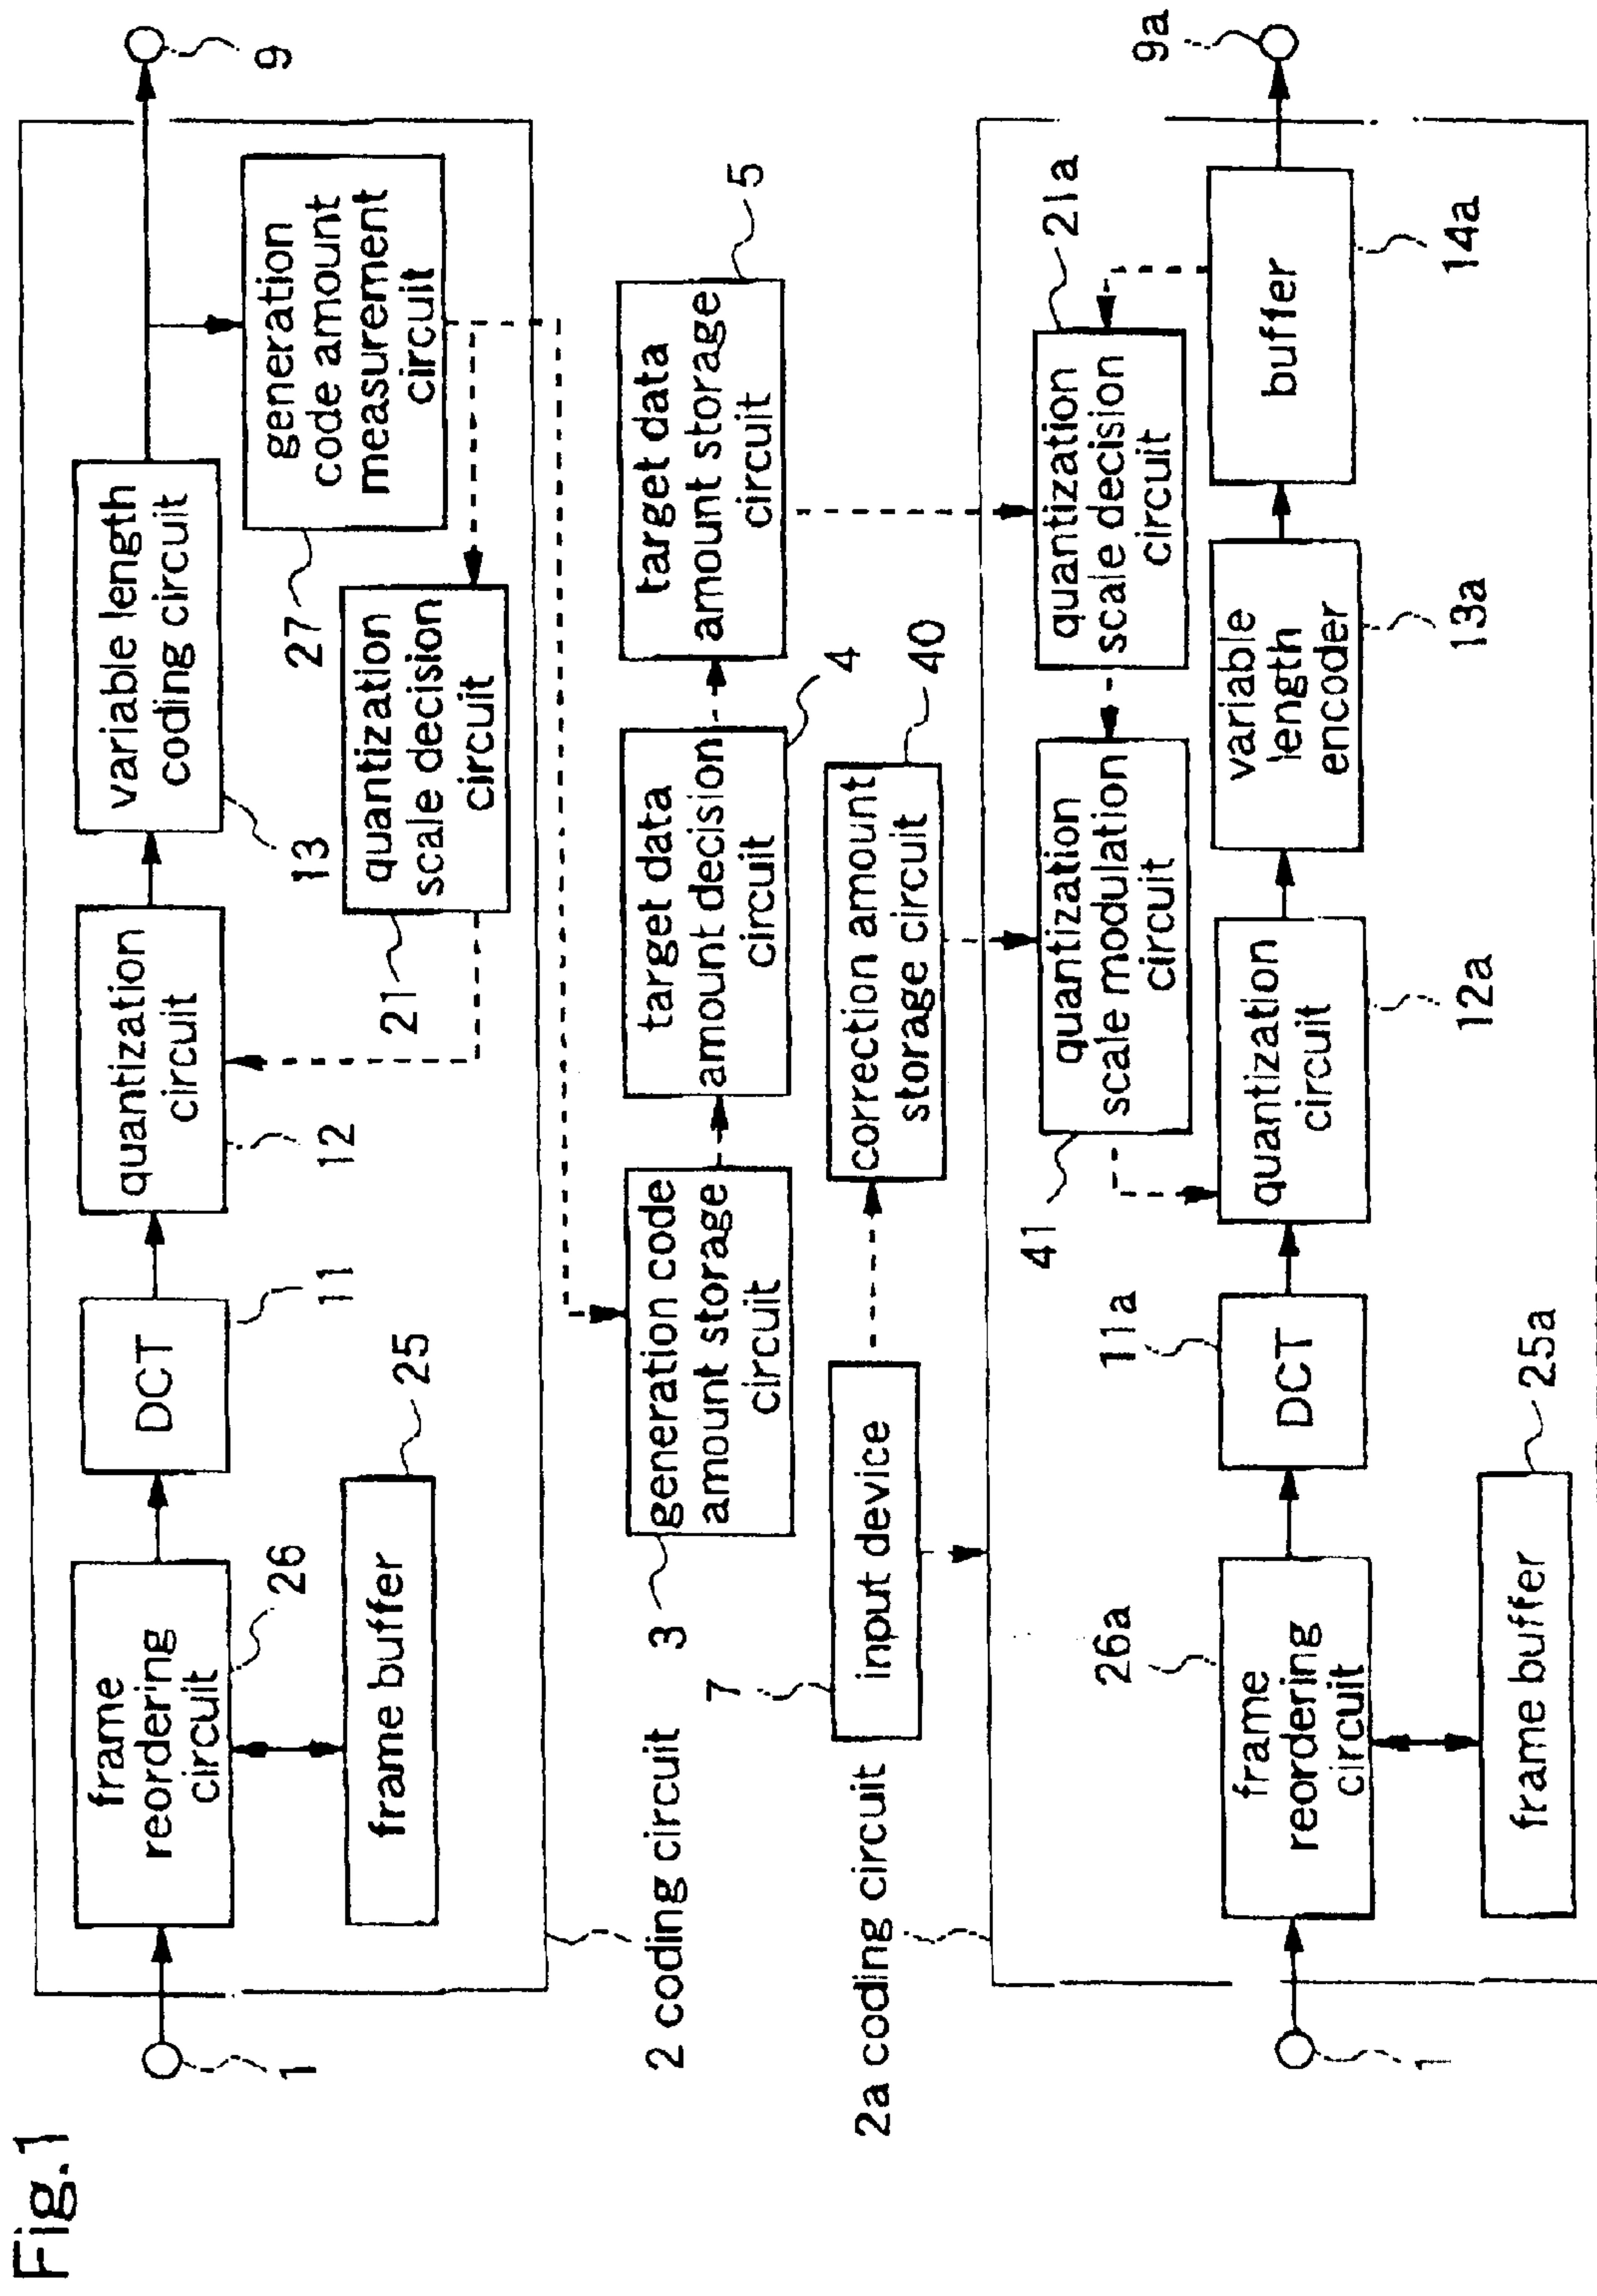 Fig.1
1
frame
reordering
circuit
26
frame buffer
25
DCT
11
quantization
circuit
12
variable length
coding circuit
13
generation
code amount
measurement
circuit
27
quantization
scale decision
circuit
21
9
2 coding circuit
3
generation code
amount storage
circuit
target data
amount decision
circuit
4
target data
amount storage
circuit
5
7
input device
correction amount
storage circuit
40
2a coding circuit
1
frame
reordering
circuit
26a
frame buffer
25a
DCT
11a
quantization
circuit
12a
quantization
scale modulation
circuit
41
quantization
scale decision
circuit
21a
variable
length
encoder
13a
buffer
14a
9a